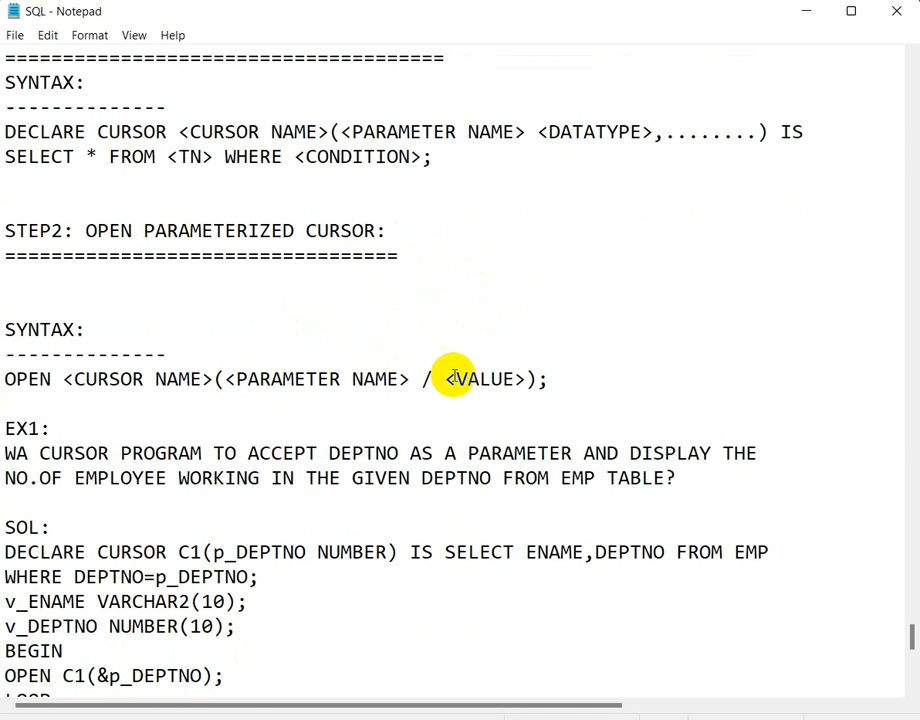 SQL - Notepad
File Edit Format View Help
======================================
SYNTAX:
--------------
DECLARE CURSOR <CURSOR NAME>(<PARAMETER NAME> <DATATYPE>,........) IS
SELECT * FROM <TN> WHERE <CONDITION>;
STEP2: OPEN PARAMETERIZED CURSOR:
==================================
SYNTAX:
--------------
OPEN <CURSOR NAME>(<PARAMETER NAME> / <VALUE>);
EX1:
WA CURSOR PROGRAM TO ACCEPT DEPTNO AS A PARAMETER AND DISPLAY THE
NO.OF EMPLOYEE WORKING IN THE GIVEN DEPTNO FROM EMP TABLE?
SOL:
DECLARE CURSOR C1(p_DEPTNO NUMBER) IS SELECT ENAME,DEPTNO FROM EMP
WHERE DEPTNO=p_DEPTNO;
v_ENAME VARCHAR2(10);
v_DEPTNO NUMBER(10);
BEGIN
OPEN C1(&p_DEPTNO);